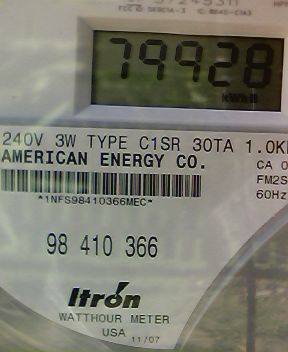 79928
kWh
240V 3W TYPE C1SR 30TA 1.0K
AMERICAN ENERGY CO.
CA 0
FM2S
60Hz
*1NFS98410366MEC*
98 410 366
Itron
WATTHOUR METER
USA 11/07